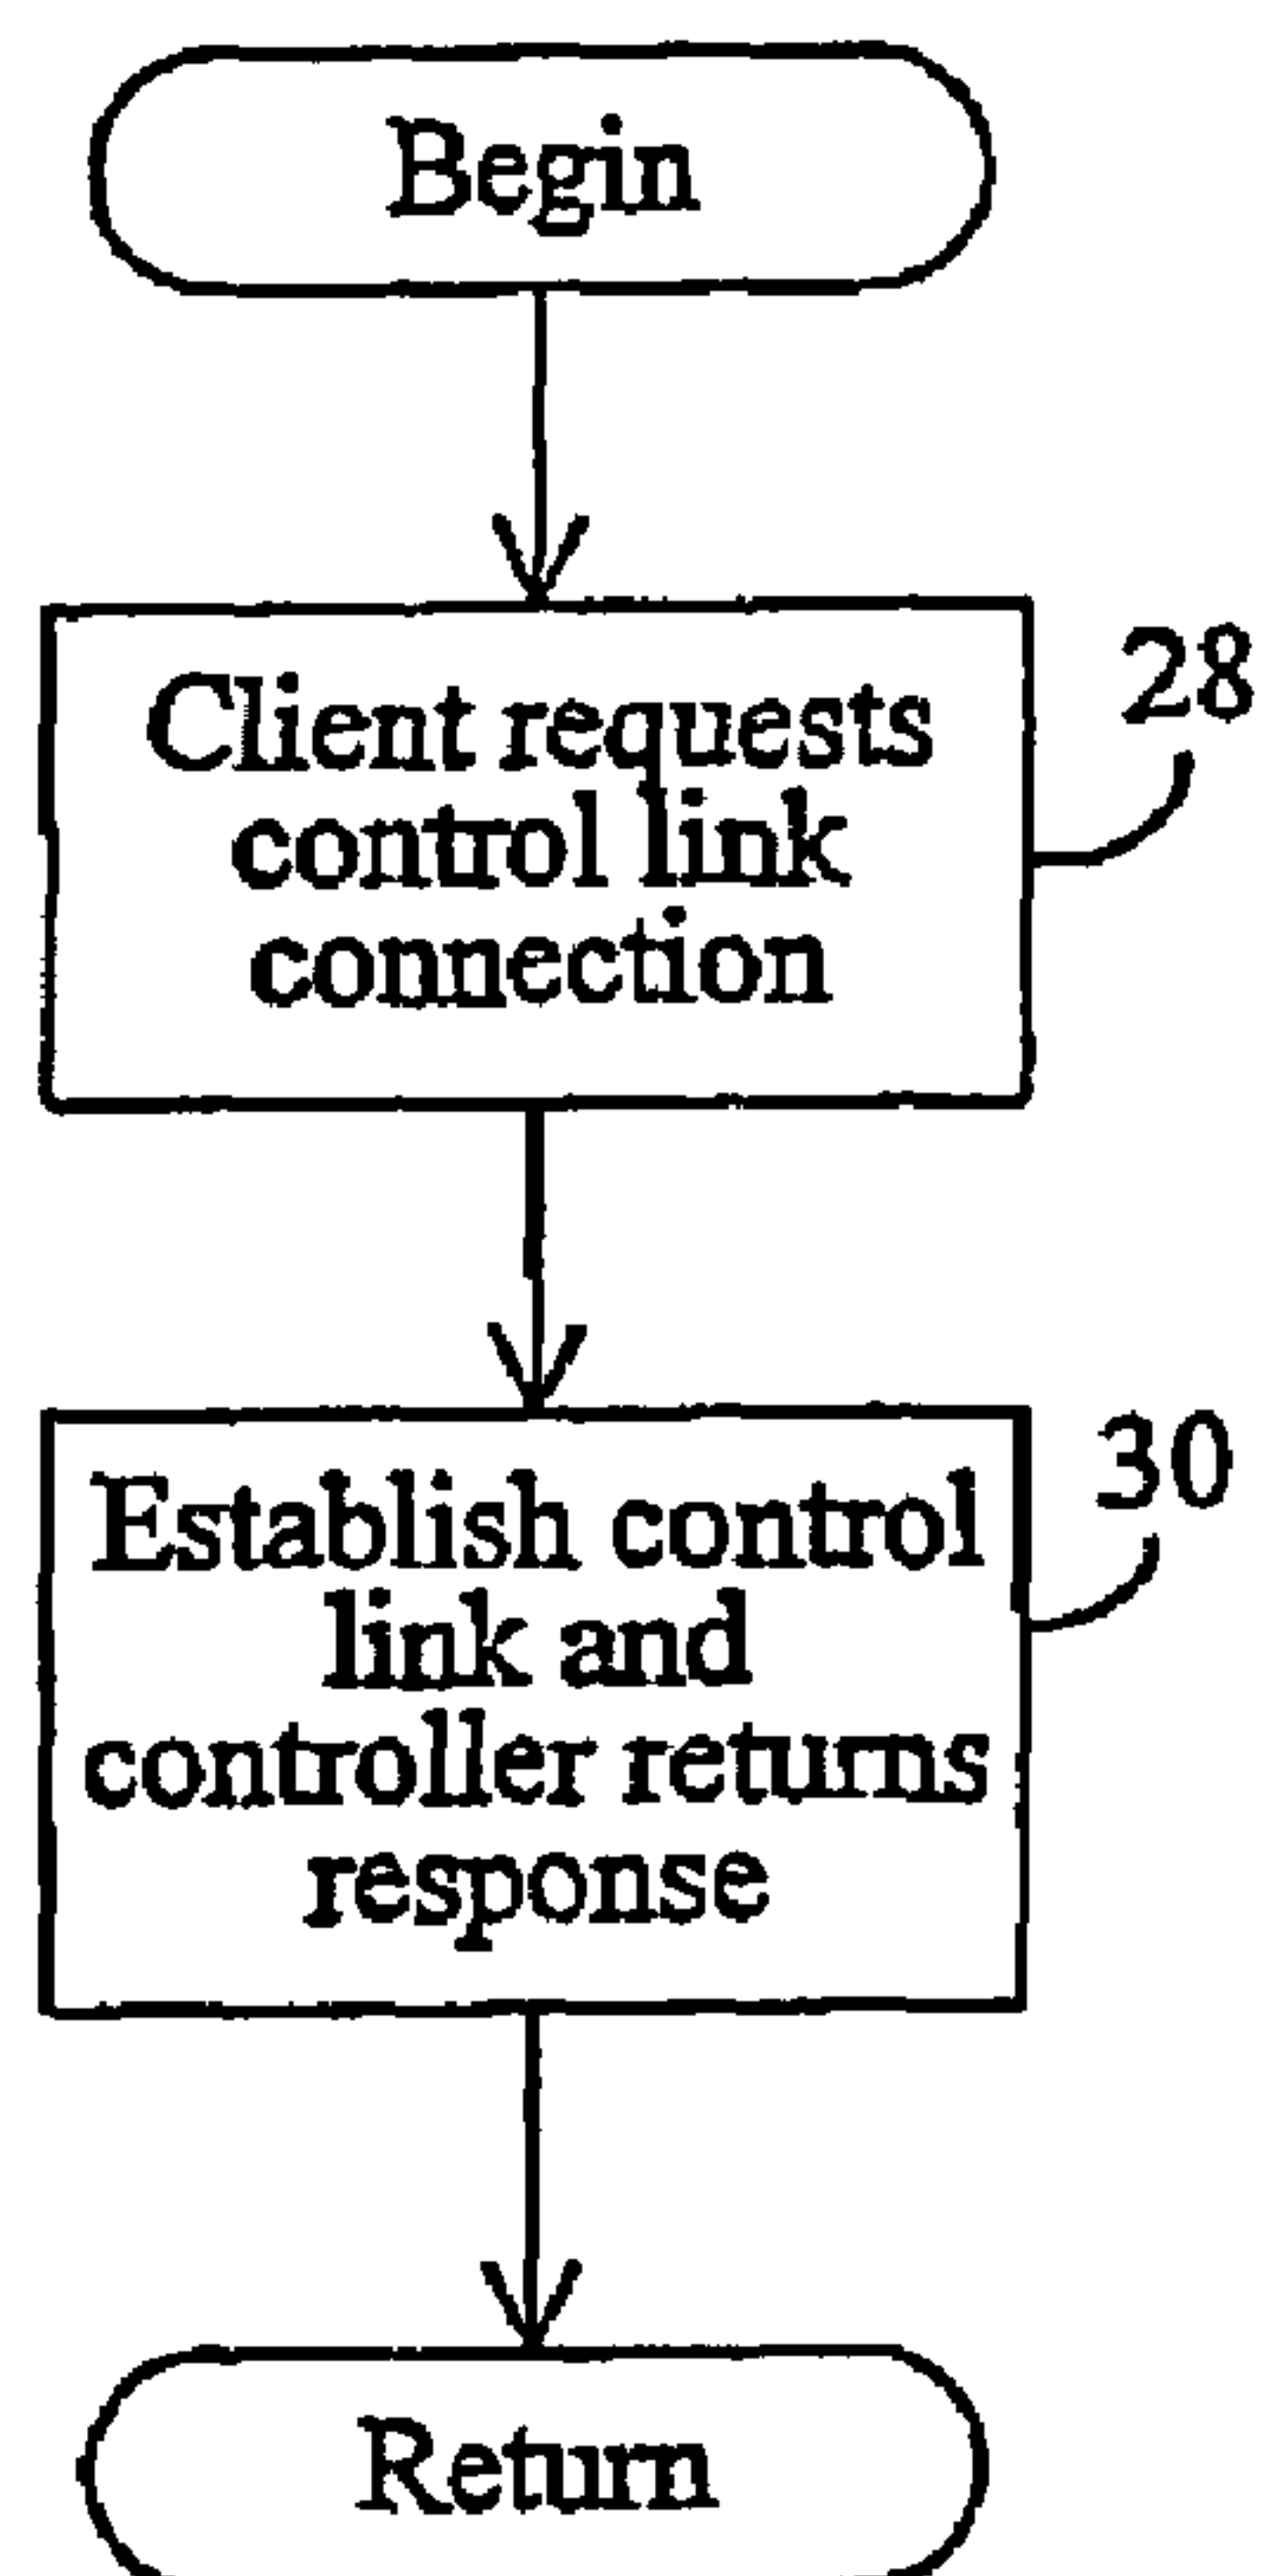 Begin
Client requests
control link
connection
28
Establish control
link and
controller returns
response
30
Return